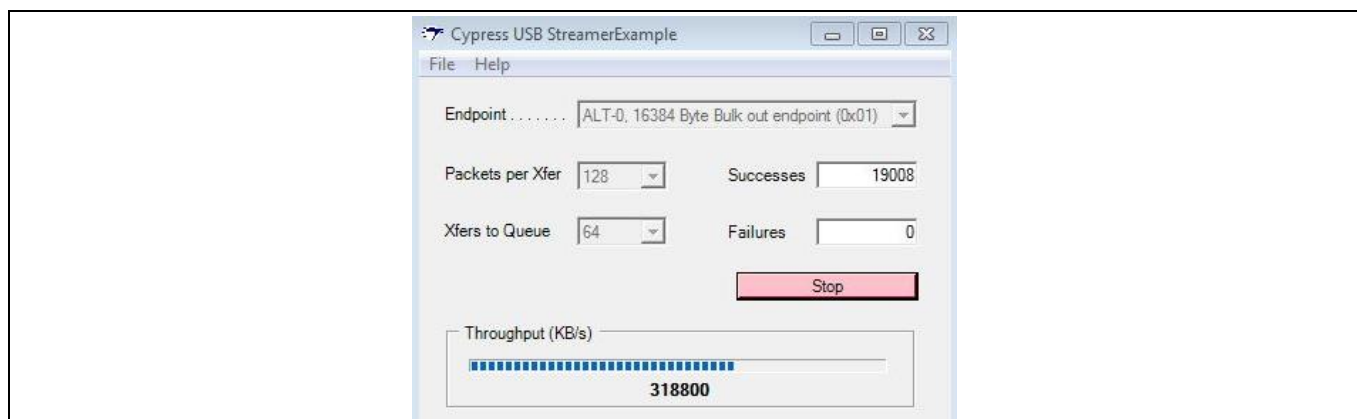 Cypress USB StreamerExample
File Help
Endpoint . . . . . . . ALT-0, 16384 Byte Bulk out endpoint (0x01)
Packets per Xfer 128 Successes 19008
Xfers to Queue 64 Failures 0
Stop
Throughput (KB/s)
318800